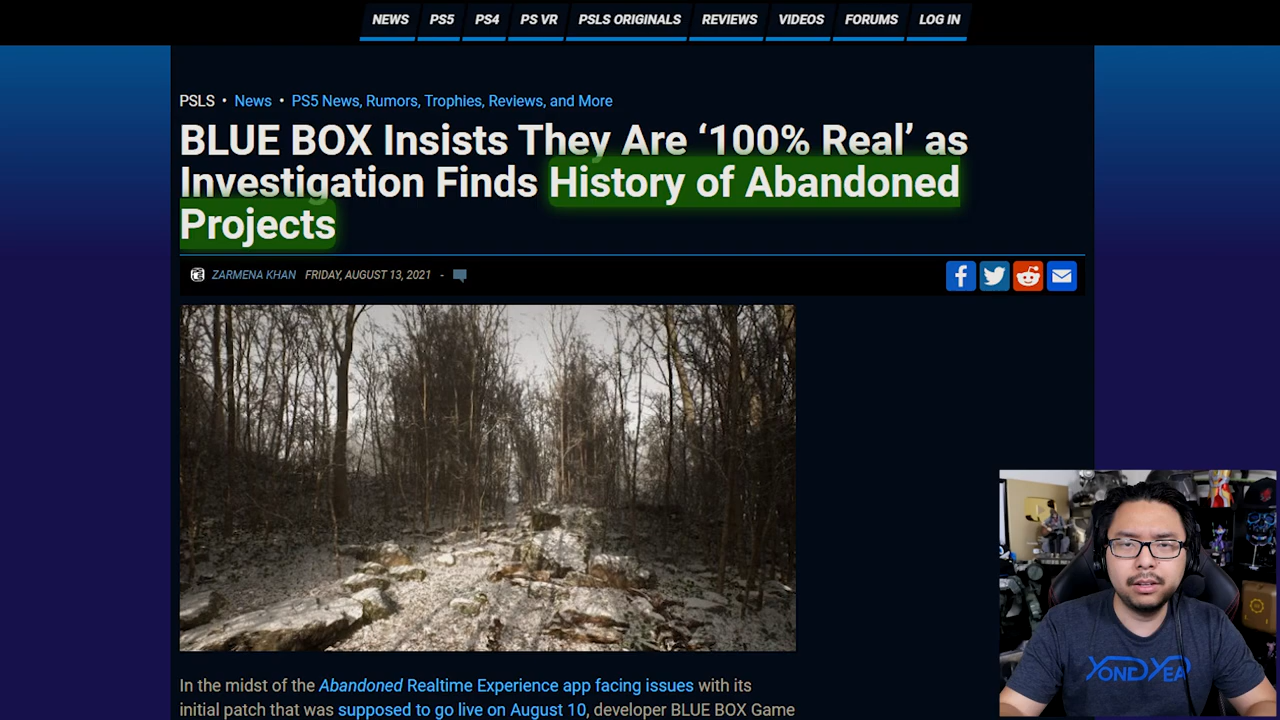 NEWS PS5 PS4 PS VR PSLS ORIGINALS REVIEWS VIDEOS FORUMS LOG IN
PSLS • News • PS5 News, Rumors, Trophies, Reviews, and More
BLUE BOX Insists They Are ‘100% Real’ as
Investigation Finds History of Abandoned
Projects
ZARMENA KHAN FRIDAY, AUGUST 13, 2021 -
In the midst of the Abandoned Realtime Experience app facing issues with its
initial patch that was supposed to go live on August 10, developer BLUE BOX Game
YONGYEA